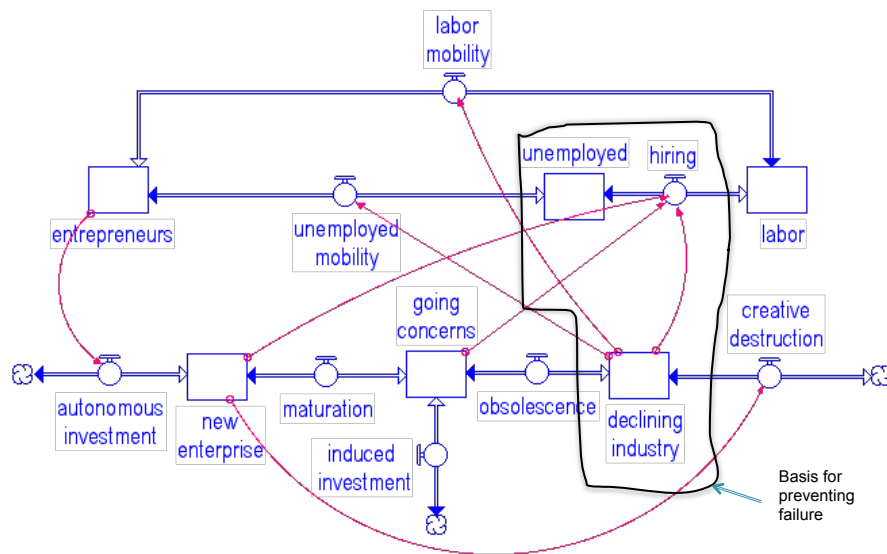 labor
mobility
unemployed
hiring
entrepreneurs
unemployed
mobility
labor
going
concerns
creative
destruction
autonomous
investment
new
enterprise
maturation
obsolescence
declining
industry
induced
investment
Basis for
preventing
failure